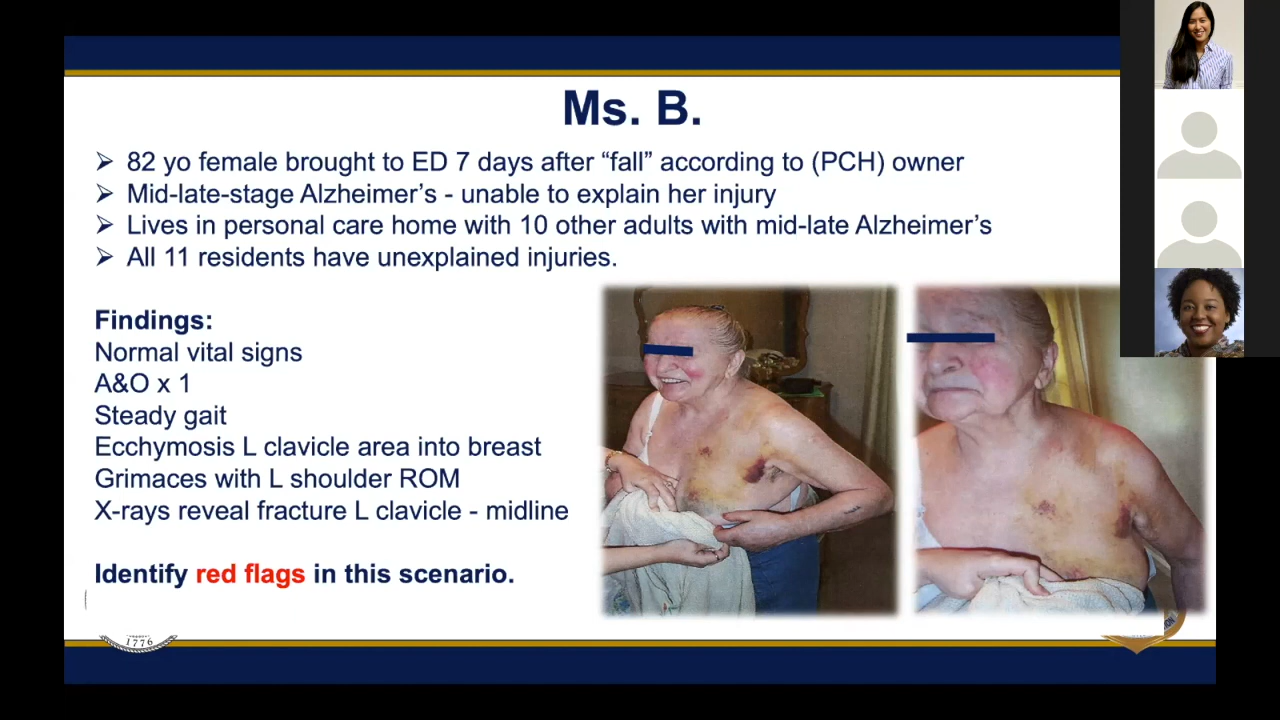 Ms. B.
➢ 82 yo female brought to ED 7 days after “fall” according to (PCH) owner
➢ Mid-late-stage Alzheimer’s - unable to explain her injury
➢ Lives in personal care home with 10 other adults with mid-late Alzheimer’s
➢ All 11 residents have unexplained injuries.
Findings:
Normal vital signs
A&O x 1
Steady gait
Ecchymosis L clavicle area into breast
Grimaces with L shoulder ROM
X-rays reveal fracture L clavicle - midline
Identify red flags in this scenario.
1776